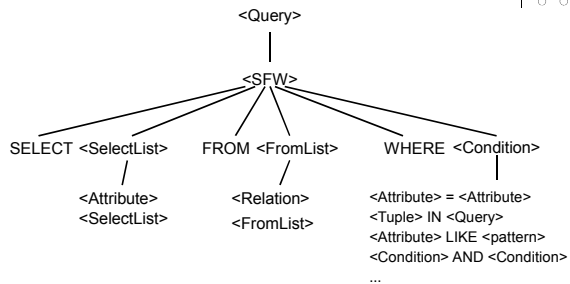 <Query>
<SFW>
SELECT <SelectList> FROM <FromList> WHERE <Condition>
<Attribute>
<SelectList>
<Relation>
<FromList>
<Attribute> = <Attribute>
<Tuple> IN <Query>
<Attribute> LIKE <pattern>
<Condition> AND <Condition>
...